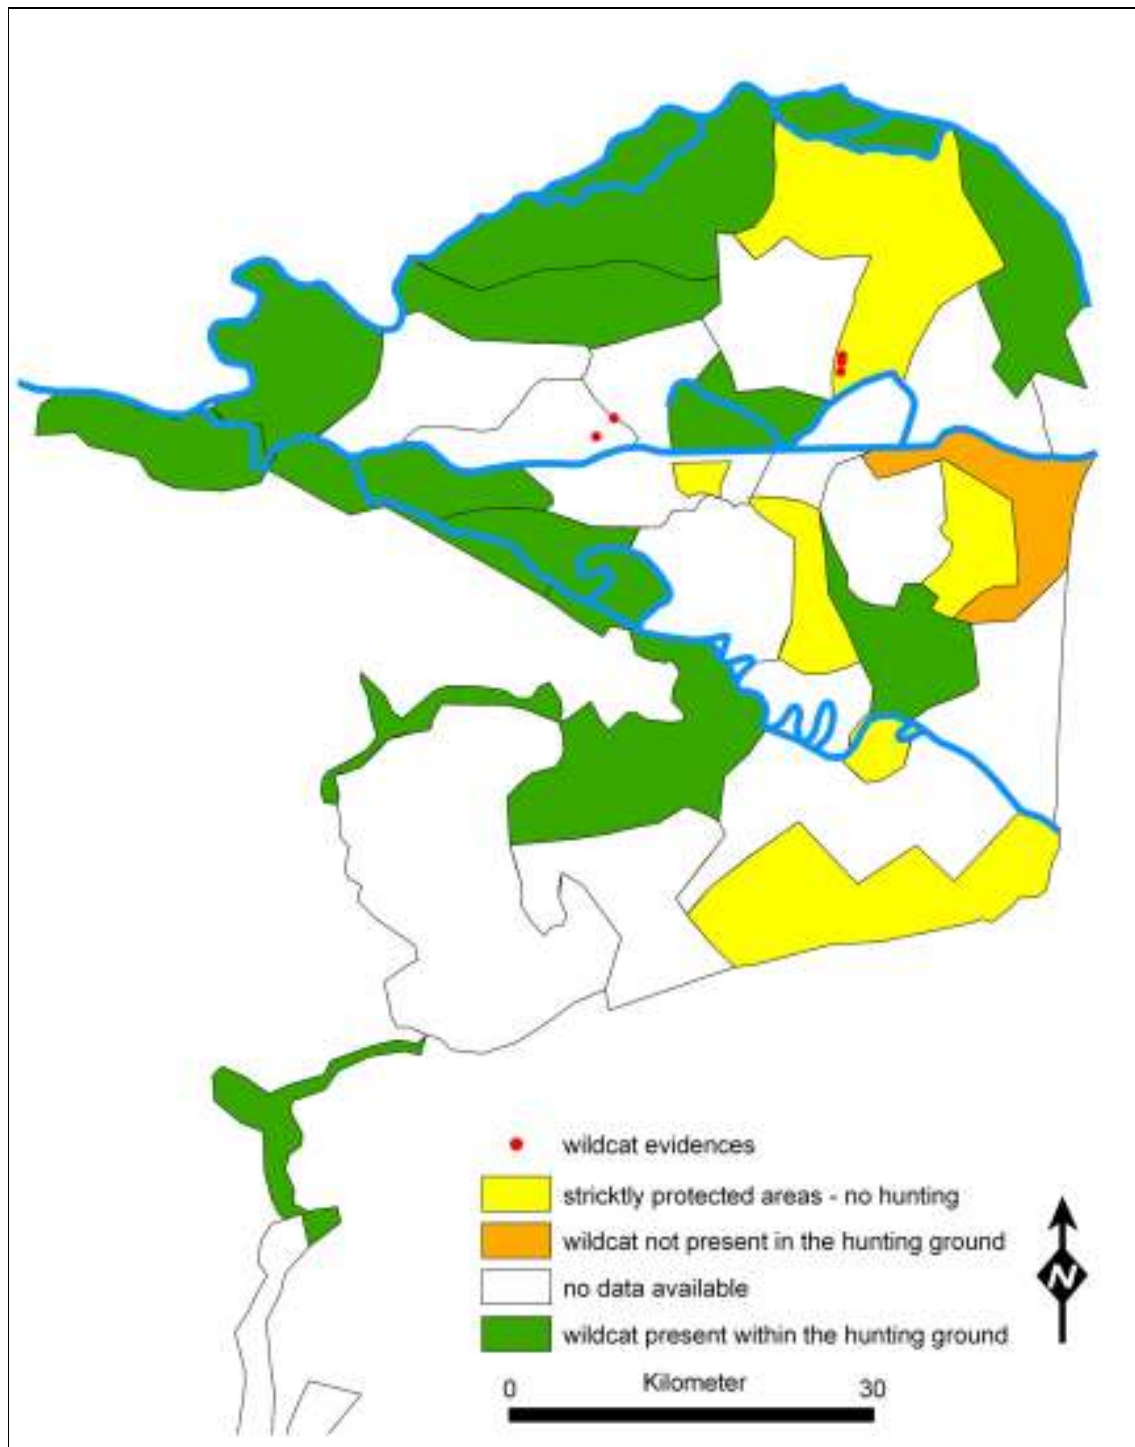 wildcat evidences
stricktly protected areas - no hunting
wildcat not present in the hunting ground
no data available
wildcat present within the hunting ground
Kilometer
0 30
N